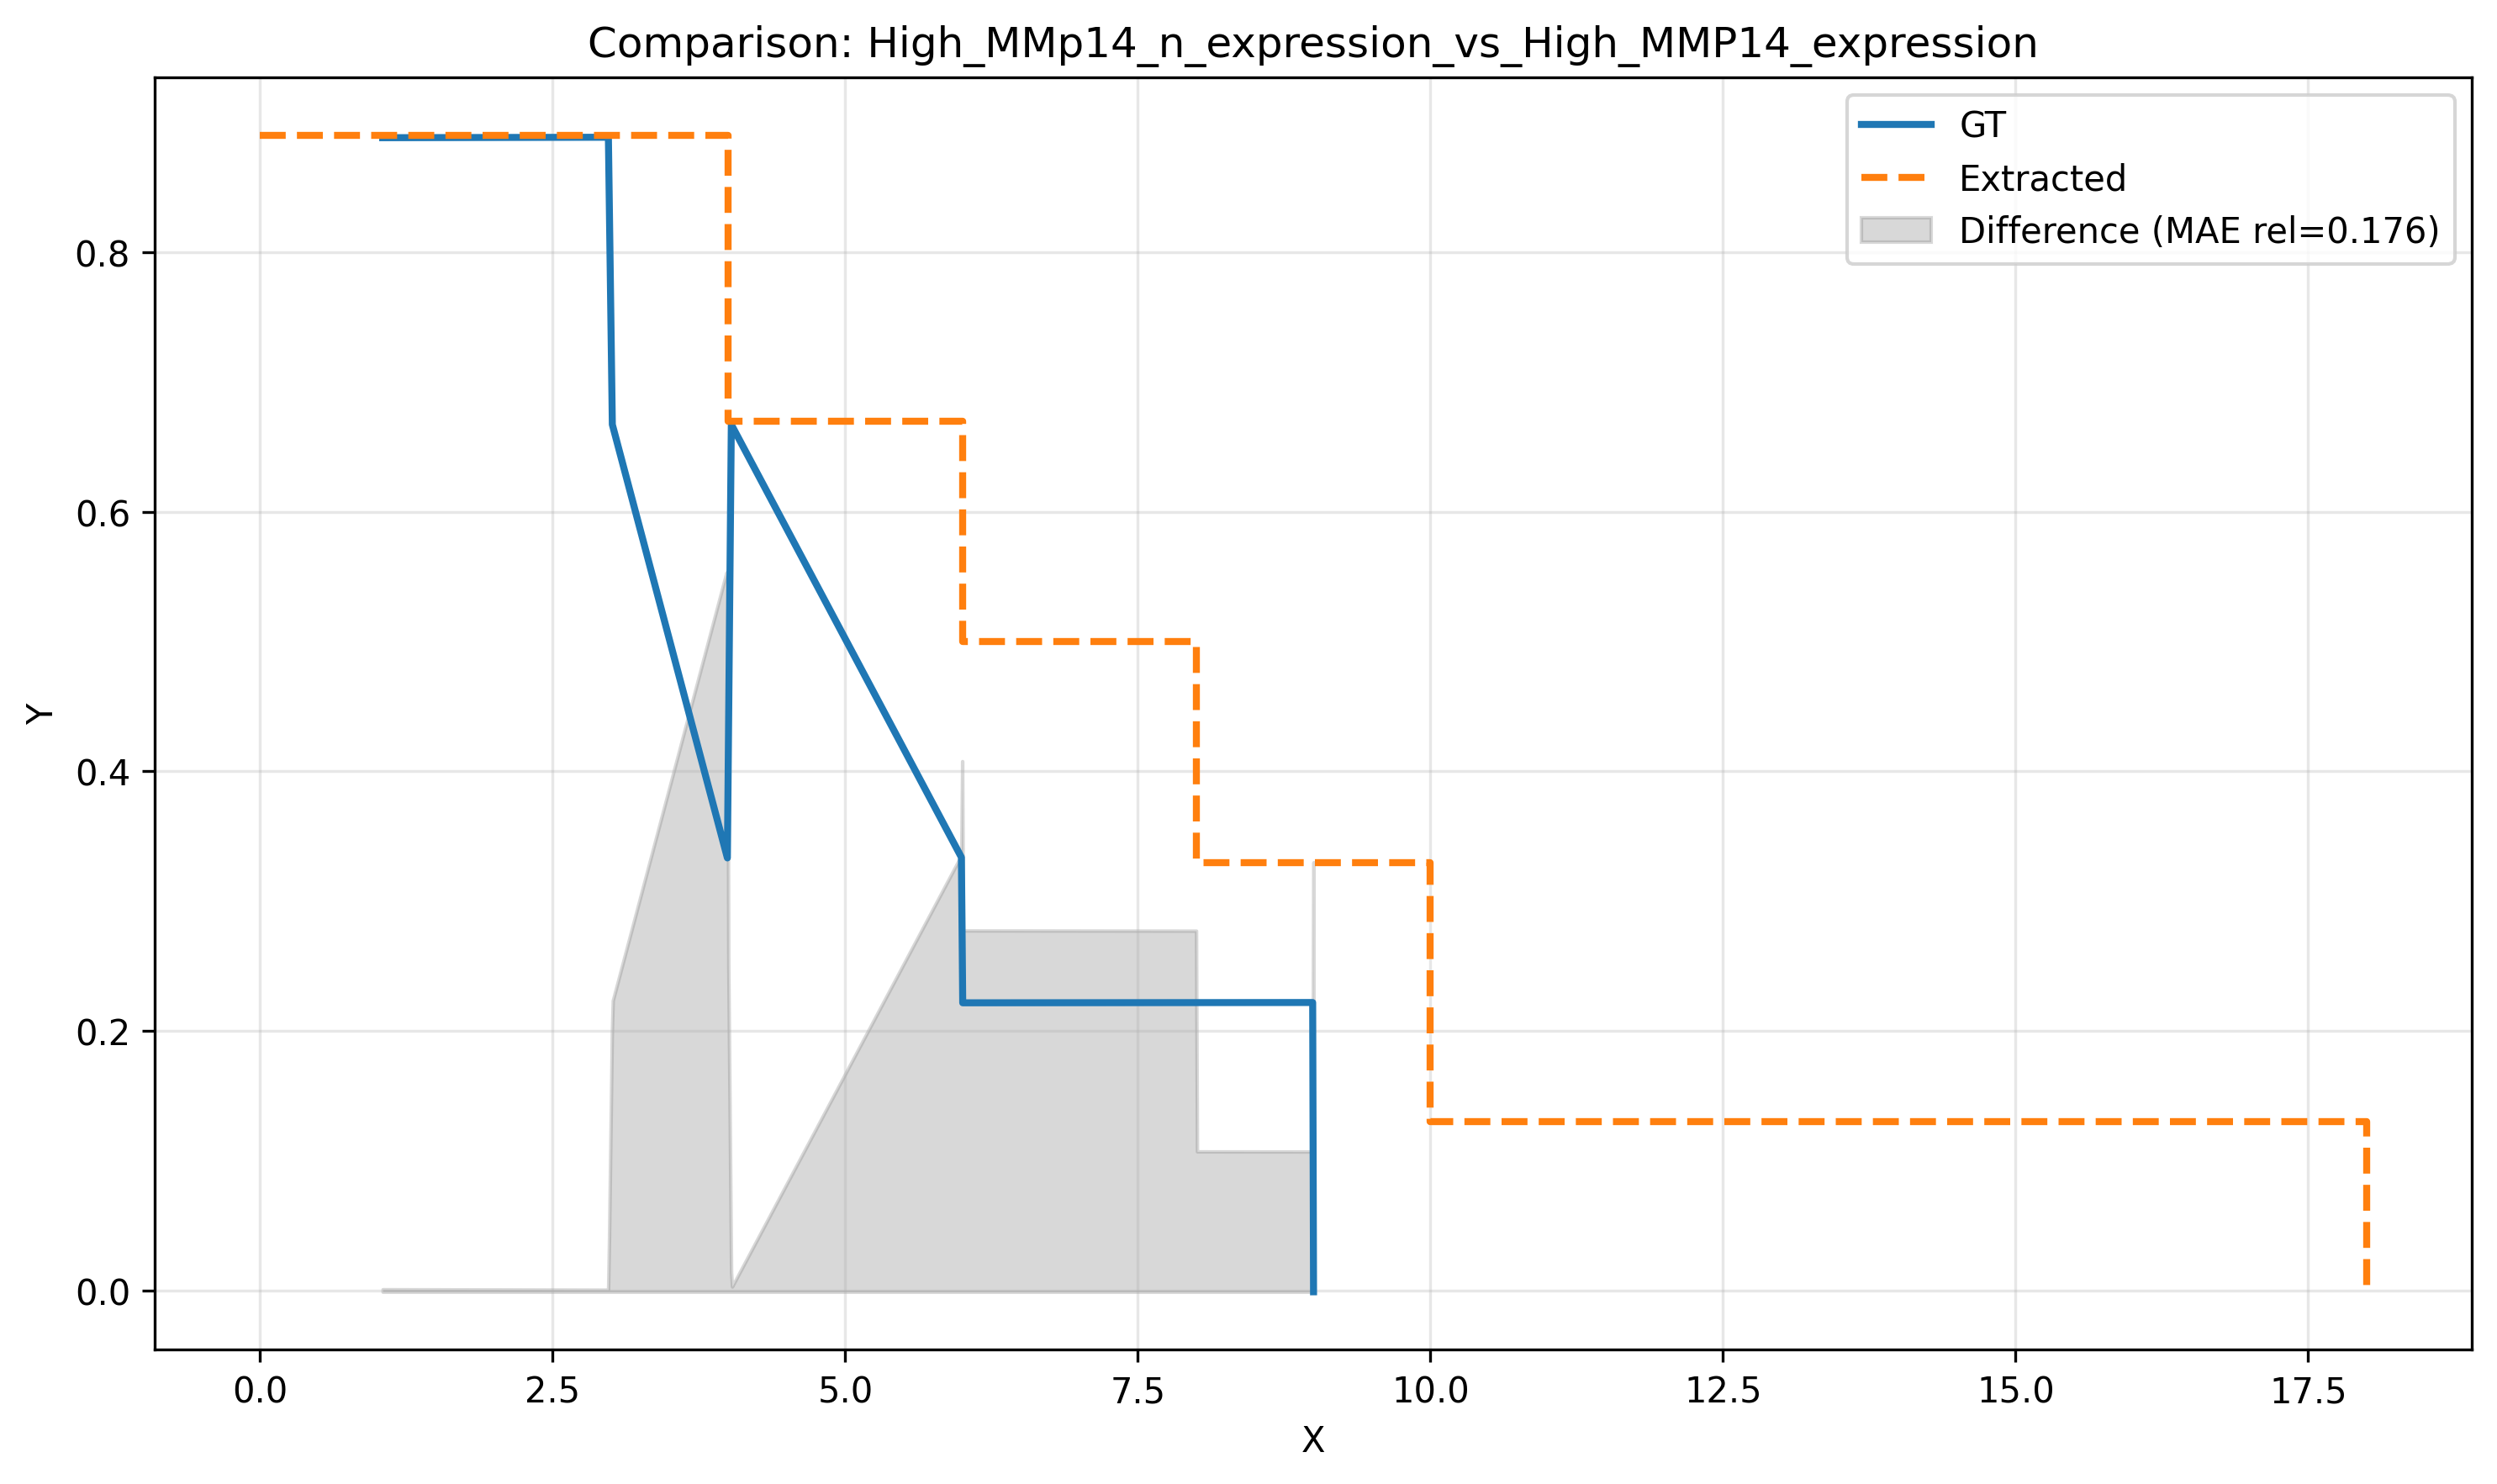 Comparison: High_MMp14_n_expression_vs_High_MMP14_expression
GT
Extracted
Difference (MAE rel=0.176)
0.8
0.6
0.4
0.2
0.0
Y
0.0 2.5 5.0 7.5 10.0 12.5 15.0 17.5
X